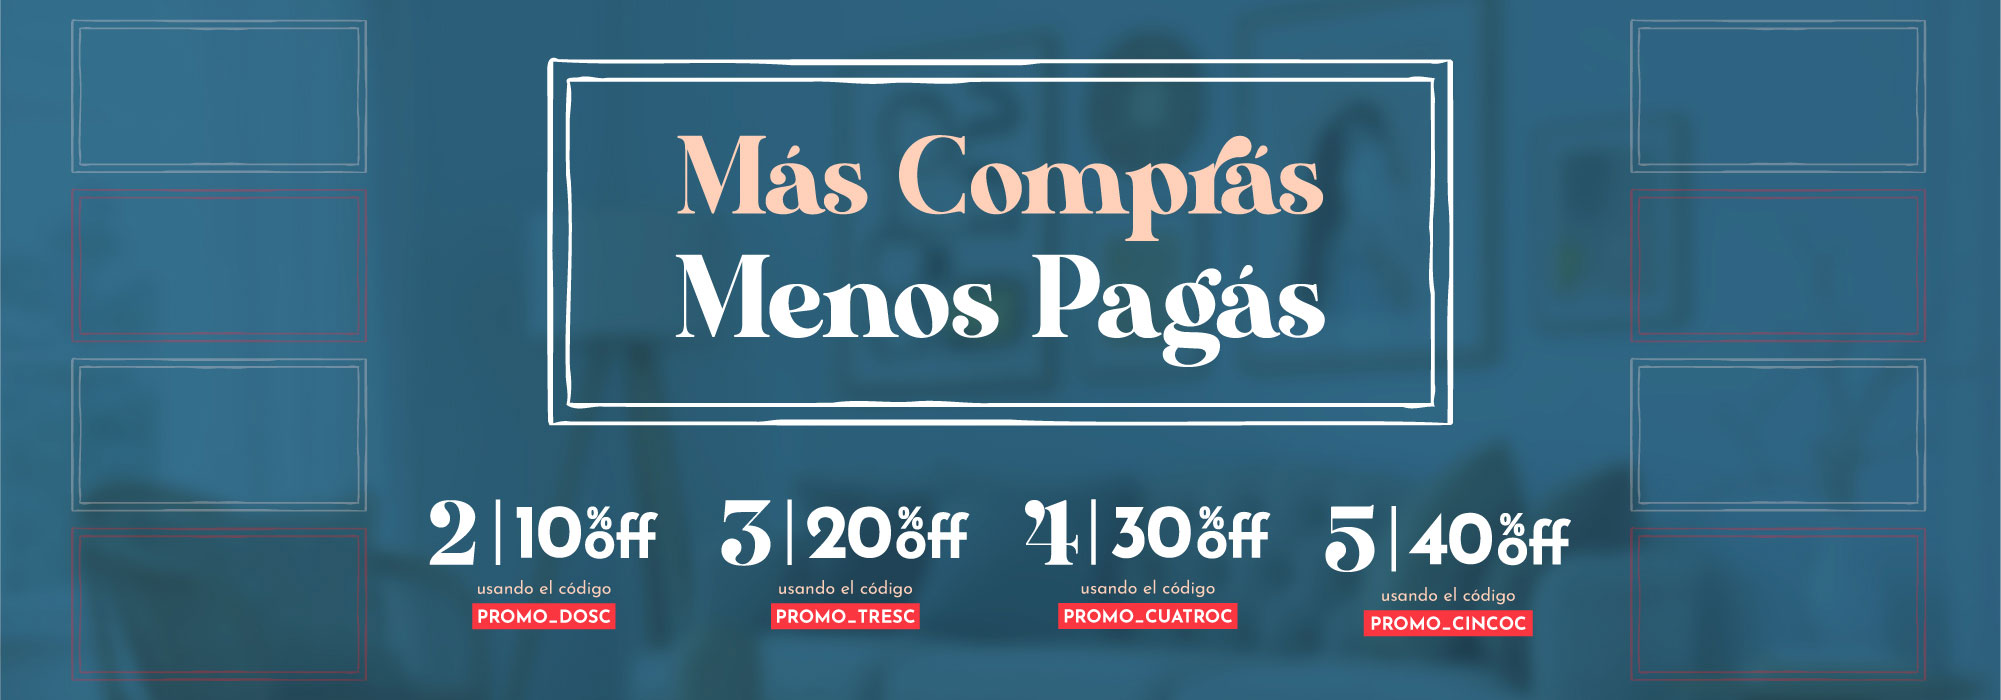 Más Comprás
Menos Pagás
2 | 10% off
usando el código
PROMO_DOSC
3 | 20% off
usando el código
PROMO_TRESC
4 | 30% off
usando el código
PROMO_CUATROC
5 | 40% off
usando el código
PROMO_CINCOC